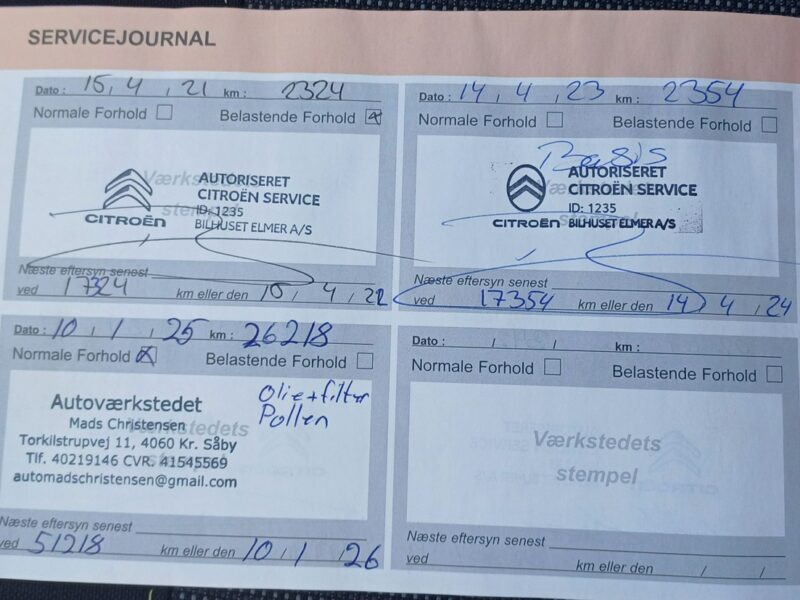 SERVICEJOURNAL
Dato: 15, 4, 21 km: 2324
Normale Forhold Belastende Forhold
Værkstedets
stempel
CITROËN
AUTORISERET
CITROËN SERVICE
ID: 1235
BILHUSET ELMER A/S
Næste eftersyn senest
ved 17324 km eller den 15, 4, 22
Dato: 14, 4, 23 km: 2354
Normale Forhold Belastende Forhold
Basis
Værkstedets
stempel
CITROËN
AUTORISERET
CITROËN SERVICE
ID: 1235
BILHUSET ELMER A/S
Næste eftersyn senest
ved 17354 km eller den 14, 4, 24
Dato: 10, 1, 25 km: 26218
Normale Forhold Belastende Forhold
Olie+filter
Pollen
Autoværkstedet
Mads Christensen
Torkilstrupvej 11, 4060 Kr. Såby
Tlf. 40219146 CVR. 41545569
automadschristensen@gmail.com
Næste eftersyn senest
ved 51218 km eller den 10, 1, 26
Dato: / / km:
Normale Forhold Belastende Forhold
Værkstedets
stempel
Næste eftersyn senest
ved km eller den / /